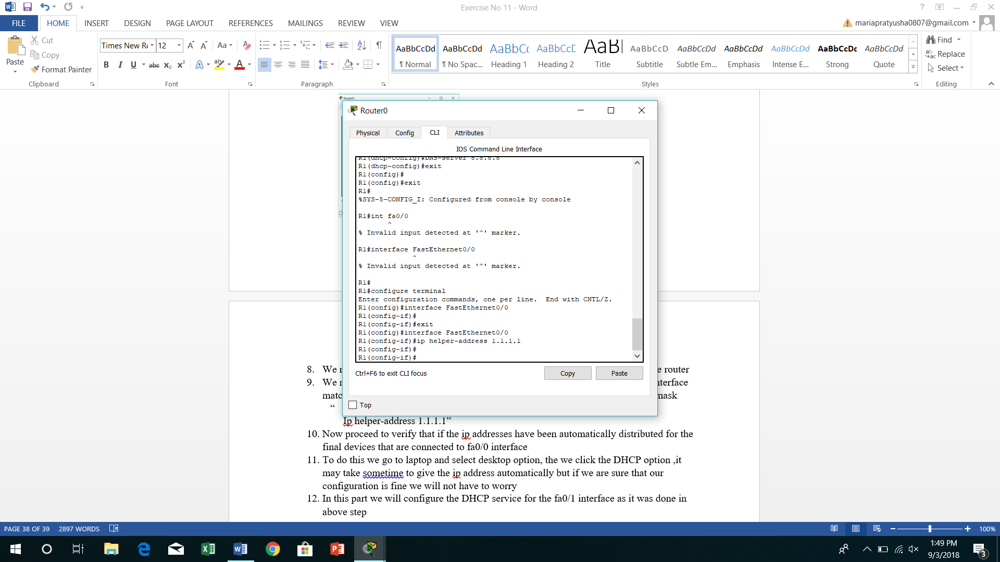 Exercise No 11 - Word
FILE HOME INSERT DESIGN PAGE LAYOUT REFERENCES MAILINGS REVIEW VIEW
mariapratyusha0807@gmail.com
Paste
Cut
Copy
Format Painter
Clipboard
Times New Ro 12
Font
Paragraph
AaBbCcDd AaBbCcDd AaBbC AaBbCcD AaBl AaBbCcD AaBbCcDd AaBbCcDd AaBbCcDd AaBbCcDc AaBbCcDd
¶ Normal ¶ No Spac... Heading 1 Heading 2 Title Subtitle Subtle Em... Emphasis Intense E... Strong Quote
Styles
Find
Replace
Select
Editing
Router0
Router0
Physical Config CLI Attributes
IOS Command Line Interface
R1(dhcp-config)#DNS-server 8.8.8.8
R1(dhcp-config)#exit
R1(config)#
R1(config)#exit
R1#
%SYS-5-CONFIG_I: Configured from console by console
R1#int fa0/0
^
% Invalid input detected at '^' marker.
R1#interface FastEthernet0/0
^
% Invalid input detected at '^' marker.
R1#
R1#configure terminal
Enter configuration commands, one per line. End with CNTL/Z.
R1(config)#interface FastEthernet0/0
R1(config-if)#
R1(config-if)#exit
R1(config)#interface FastEthernet0/0
R1(config-if)#ip helper-address 1.1.1.1
R1(config-if)#
R1(config-if)#
Ctrl+F6 to exit CLI focus
Copy Paste
Top
8. We router
9. We
mask
“
Ip helper-address 1.1.1.1”
10. Now proceed to verify that if the ip addresses have been automatically distributed for the
final devices that are connected to fa0/0 interface
11. To do this we go to laptop and select desktop option, the we click the DHCP option ,it
may take sometime to give the ip address automatically but if we are sure that our
configuration is fine we will not have to worry
12. In this part we will configure the DHCP service for the fa0/1 interface as it was done in
above step
PAGE 38 OF 39 2897 WORDS
100%
1:49 PM
9/3/2018
3